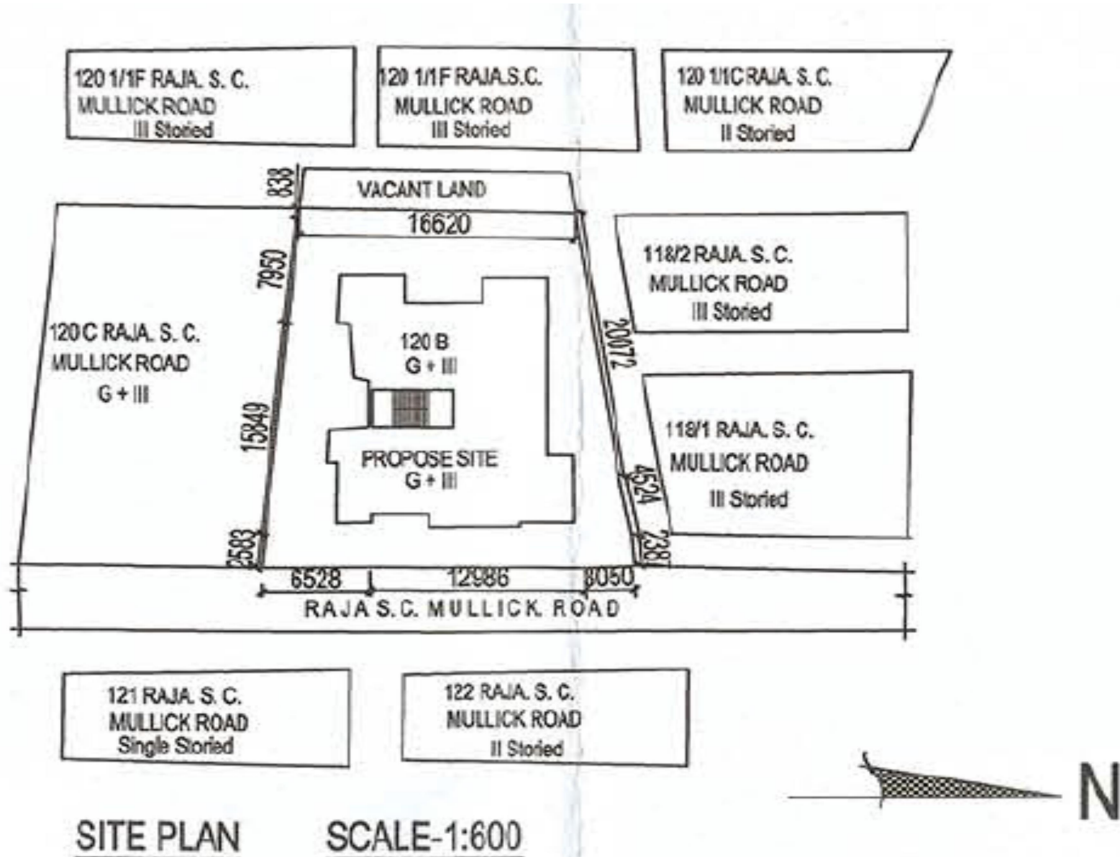 120 1/1F RAJA. S. C.
MULLICK ROAD
III Storied
120 1/1F RAJA.S.C.
MULLICK ROAD
III Storied
120 1/1C RAJA. S. C.
MULLICK ROAD
II Storied
838
VACANT LAND
16620
7950
118/2 RAJA. S. C.
MULLICK ROAD
III Storied
120 C RAJA. S. C.
MULLICK ROAD
G + III
120 B
G + III
20072
15849
PROPOSE SITE
G + III
118/1 RAJA. S. C.
MULLICK ROAD
III Storied
4524
2583
238
6528
12986
RAJA S. C. MULLICK ROAD
121 RAJA. S. C.
MULLICK ROAD
Single Storied
122 RAJA. S. C.
MULLICK ROAD
II Storied
N
SITE PLAN SCALE-1:600